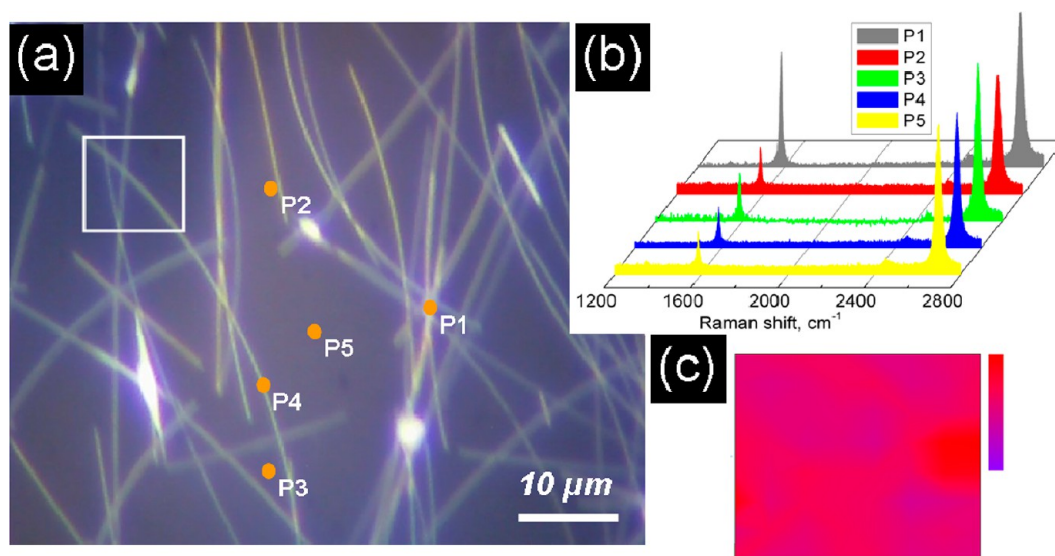 (a)
P2
P1
P5
P4
P3
10 μm
(b)
P1
P2
P3
P4
P5
1200 1600 2000 2400 2800
Raman shift, cm⁻¹
(c)